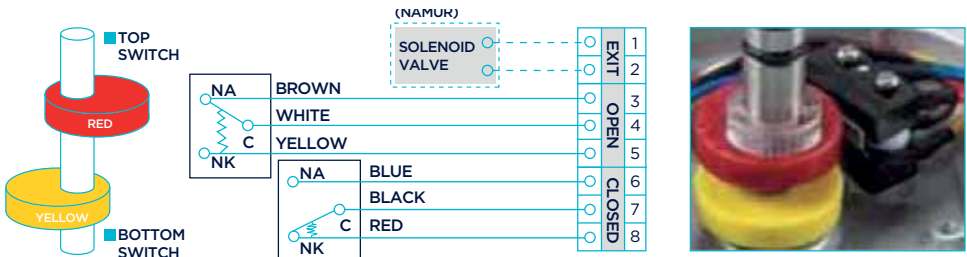 (NAMUR)
TOP
SWITCH
RED
YELLOW
BOTTOM
SWITCH
SOLENOID
VALVE
NA
BROWN
WHITE
C
YELLOW
NK
NA
BLUE
BLACK
C
RED
NK
EXIT
OPEN
CLOSED
1
2
3
4
5
6
7
8